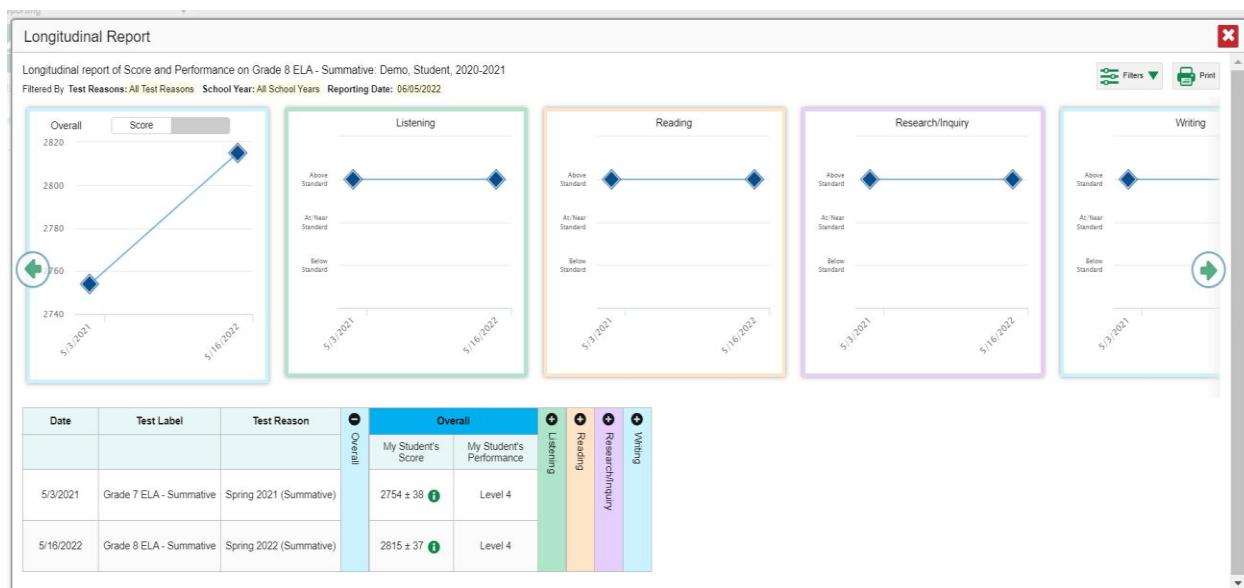 Longitudinal Report
Longitudinal report of Score and Performance on Grade 8 ELA - Summative: Demo, Student, 2020-2021
Filtered By Test Reasons: All Test Reasons School Year: All School Years Reporting Date: 06/05/2022
Filters
Print
Overall
Score
2820
2800
2780
2760
2740
5/3/2021
5/16/2022
Listening
Above
Standard
At/Near
Standard
Below
Standard
5/3/2021
5/16/2022
Reading
Above
Standard
At/Near
Standard
Below
Standard
5/3/2021
5/16/2022
Research/Inquiry
Above
Standard
At/Near
Standard
Below
Standard
5/3/2021
5/16/2022
Writing
Above
Standard
At/Near
Standard
Below
Standard
5/3/2021
Date Test Label Test Reason Overall Overall Listening Reading Research/Inquiry Writing
My Student's
Score
My Student's
Performance
5/3/2021 Grade 7 ELA - Summative Spring 2021 (Summative) 2754 ± 38 Level 4
5/16/2022 Grade 8 ELA - Summative Spring 2022 (Summative) 2815 ± 37 Level 4